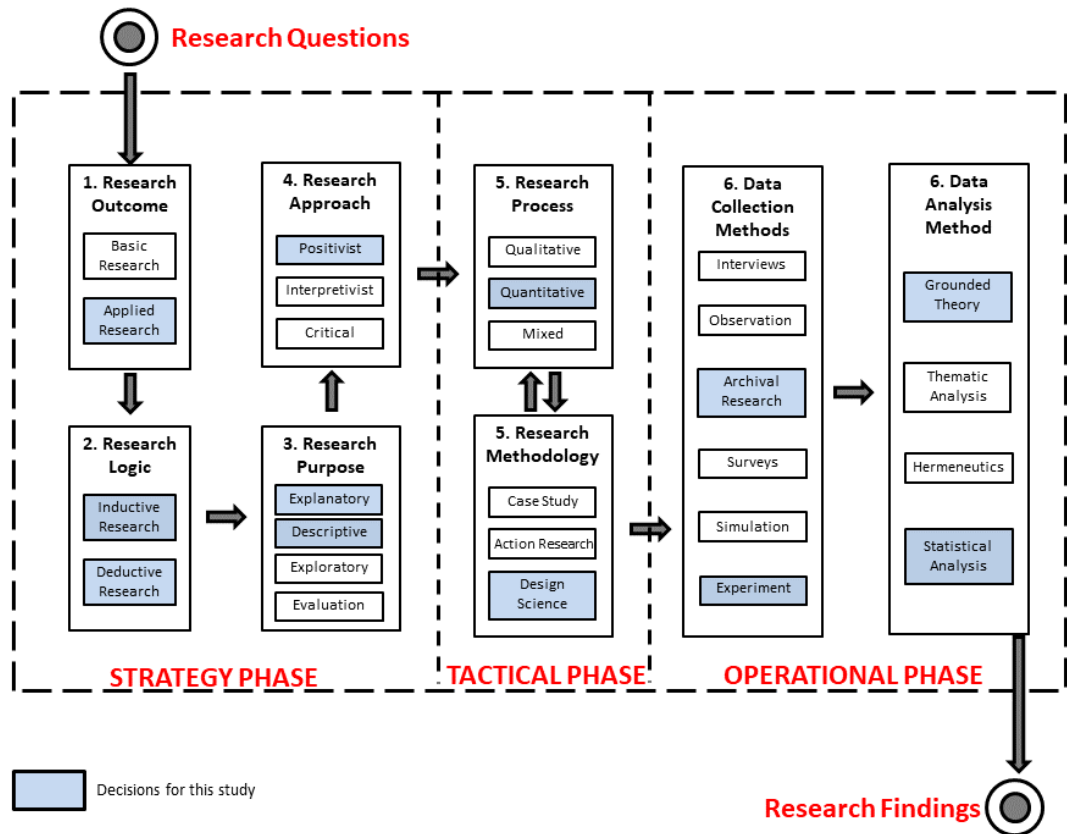 Research Questions
1. Research
Outcome
Basic
Research
Applied
Research
2. Research
Logic
Inductive
Research
Deductive
Research
4. Research
Approach
Positivist
Interpretivist
Critical
3. Research
Purpose
Explanatory
Descriptive
Exploratory
Evaluation
STRATEGY PHASE
5. Research
Process
Qualitative
Quantitative
Mixed
5. Research
Methodology
Case Study
Action Research
Design
Science
TACTICAL PHASE
6. Data
Collection
Methods
Interviews
Observation
Archival
Research
Surveys
Simulation
Experiment
6. Data
Analysis
Method
Grounded
Theory
Thematic
Analysis
Hermeneutics
Statistical
Analysis
OPERATIONAL PHASE
Decisions for this study
Research Findings